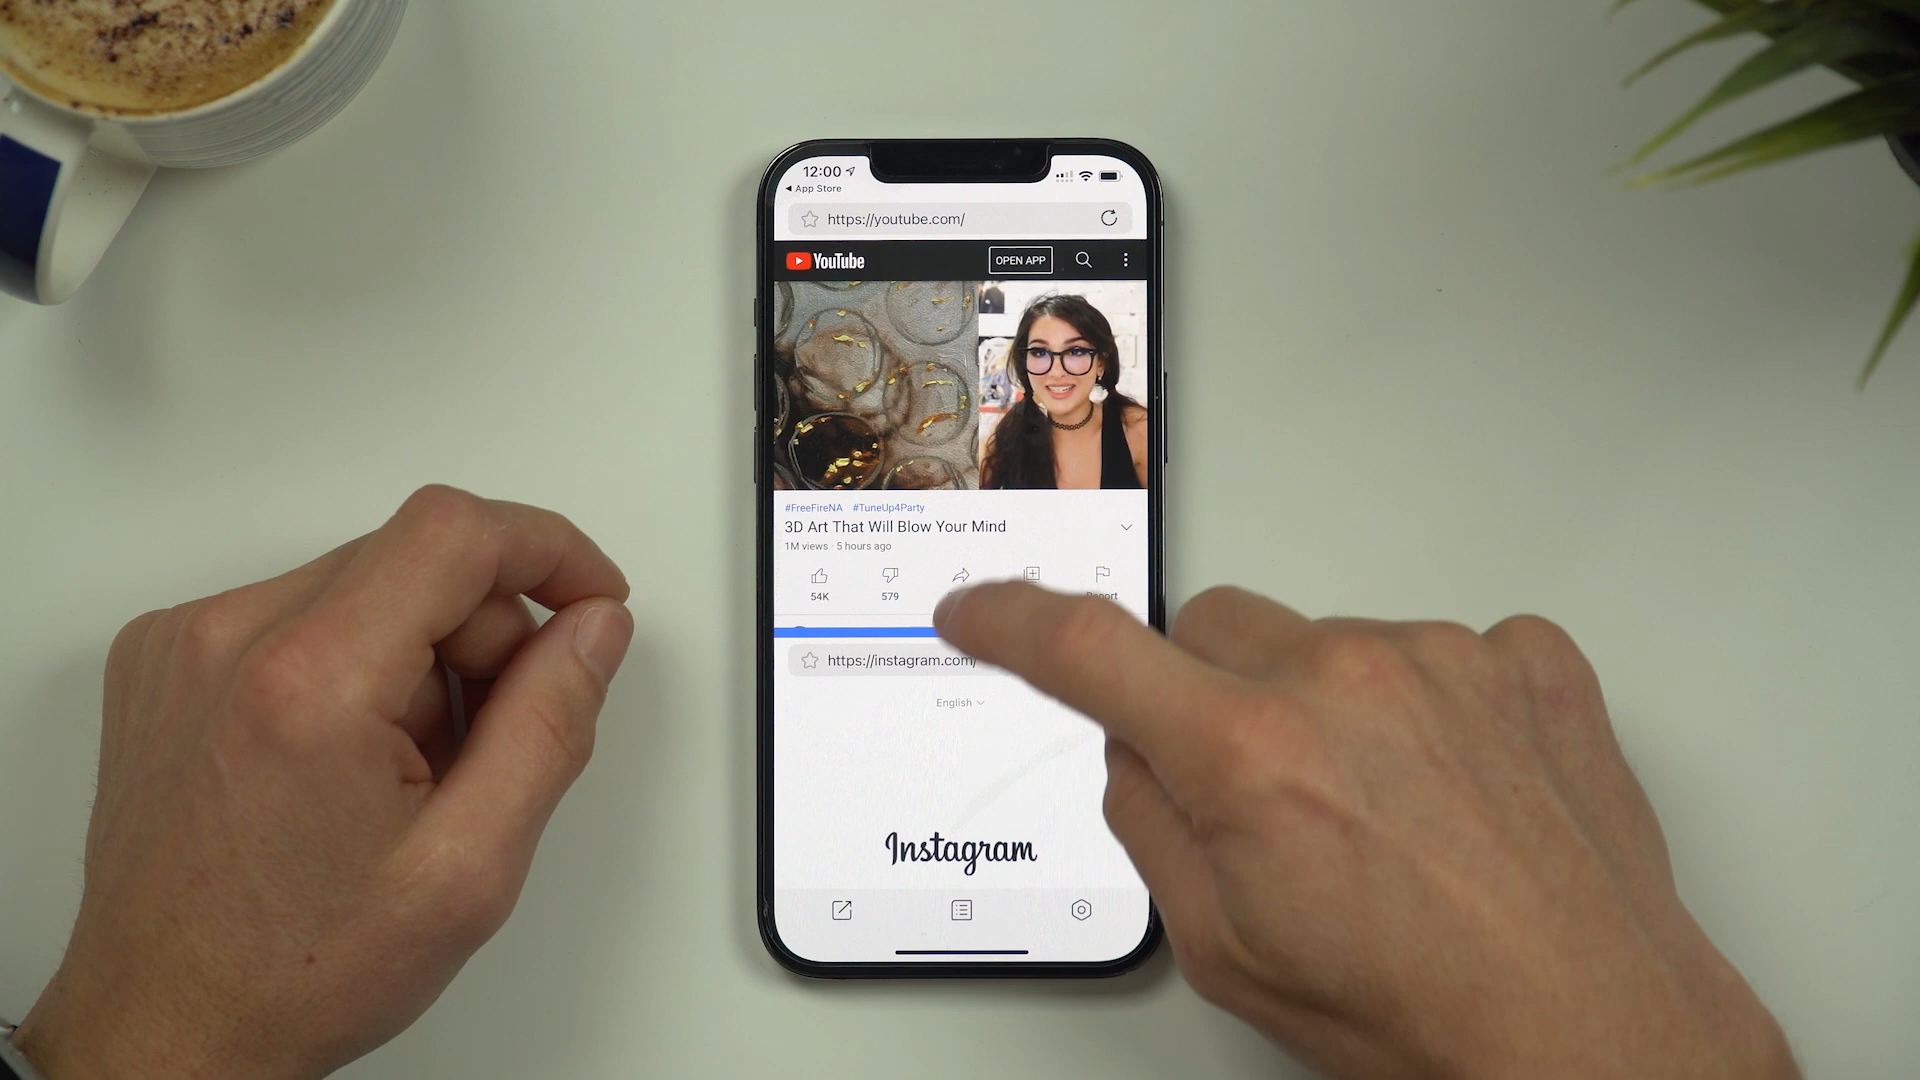 12:00
App Store
https://youtube.com/
YouTube
OPEN APP
#FreeFireNA #TuneUp4Party
3D Art That Will Blow Your Mind
1M views · 5 hours ago
54K
579
Report
https://instagram.com/
English
Instagram